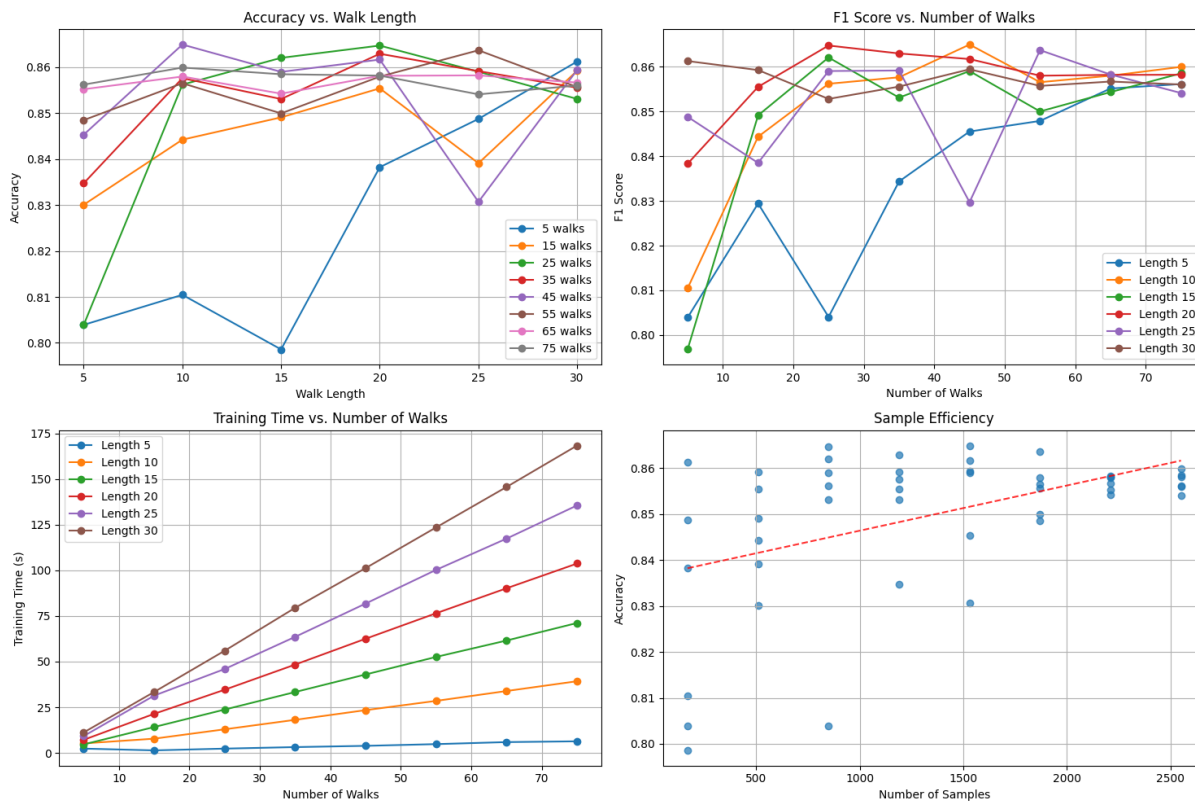 Accuracy vs. Walk Length
0.86
0.85
0.84
0.83
0.82
0.81
0.80
Accuracy
5 walks
15 walks
25 walks
35 walks
45 walks
55 walks
65 walks
75 walks
5
10
15
20
25
30
Walk Length
F1 Score vs. Number of Walks
0.86
0.85
0.84
0.83
0.82
0.81
0.80
F1 Score
Length 5
Length 10
Length 15
Length 20
Length 25
Length 30
10
20
30
40
50
60
70
Number of Walks
Training Time vs. Number of Walks
175
150
125
100
75
50
25
0
Training Time (s)
Length 5
Length 10
Length 15
Length 20
Length 25
Length 30
10
20
30
40
50
60
70
Number of Walks
Sample Efficiency
0.86
0.85
0.84
0.83
0.82
0.81
0.80
Accuracy
500
1000
1500
2000
2500
Number of Samples